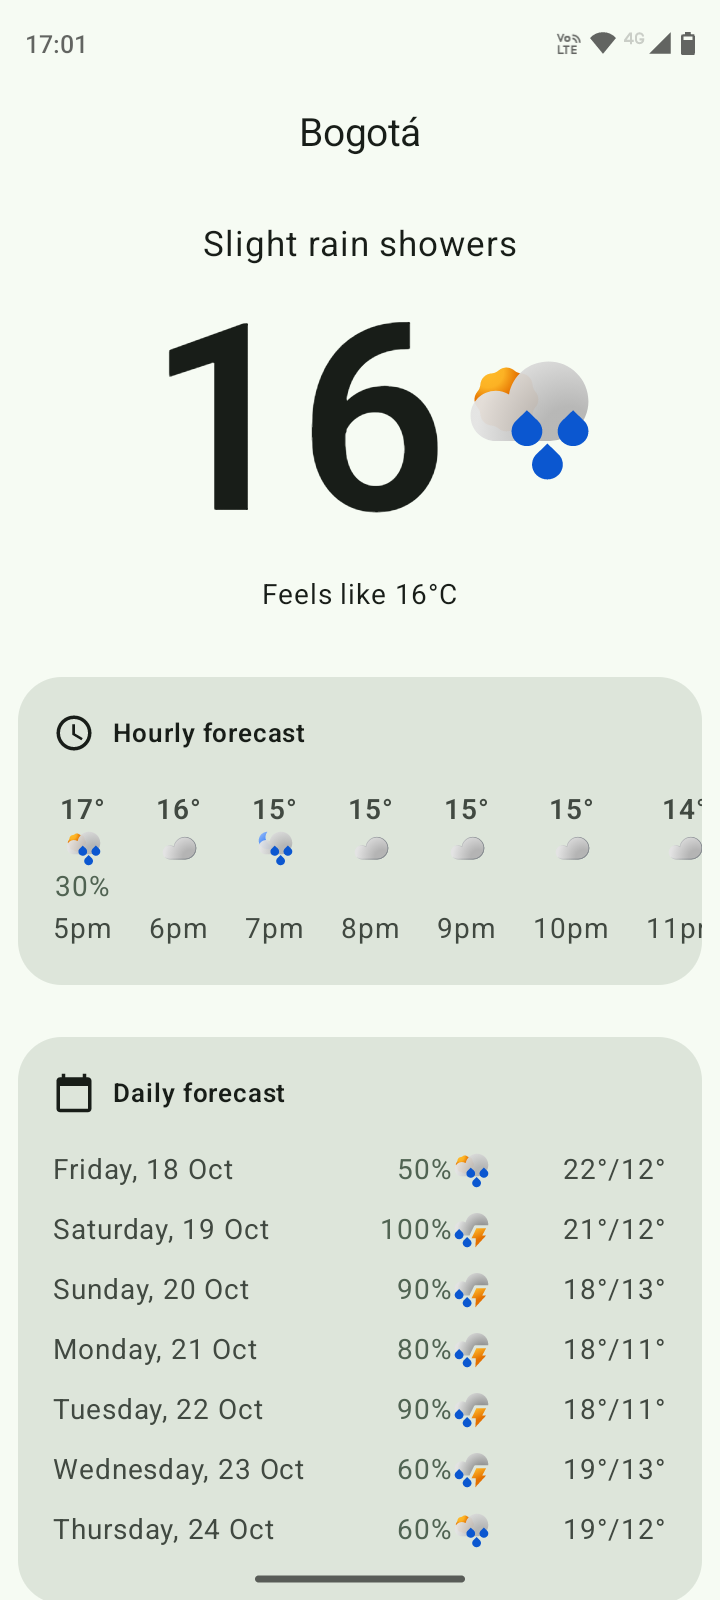 17:01 Vo LTE 4G
Bogotá
Slight rain showers
16
Feels like 16°C
Hourly forecast
17° 16° 15° 15° 15° 15° 14°
30%
5pm 6pm 7pm 8pm 9pm 10pm 11p
Daily forecast
Friday, 18 Oct 50% 22°/12°
Saturday, 19 Oct 100% 21°/12°
Sunday, 20 Oct 90% 18°/13°
Monday, 21 Oct 80% 18°/11°
Tuesday, 22 Oct 90% 18°/11°
Wednesday, 23 Oct 60% 19°/13°
Thursday, 24 Oct 60% 19°/12°